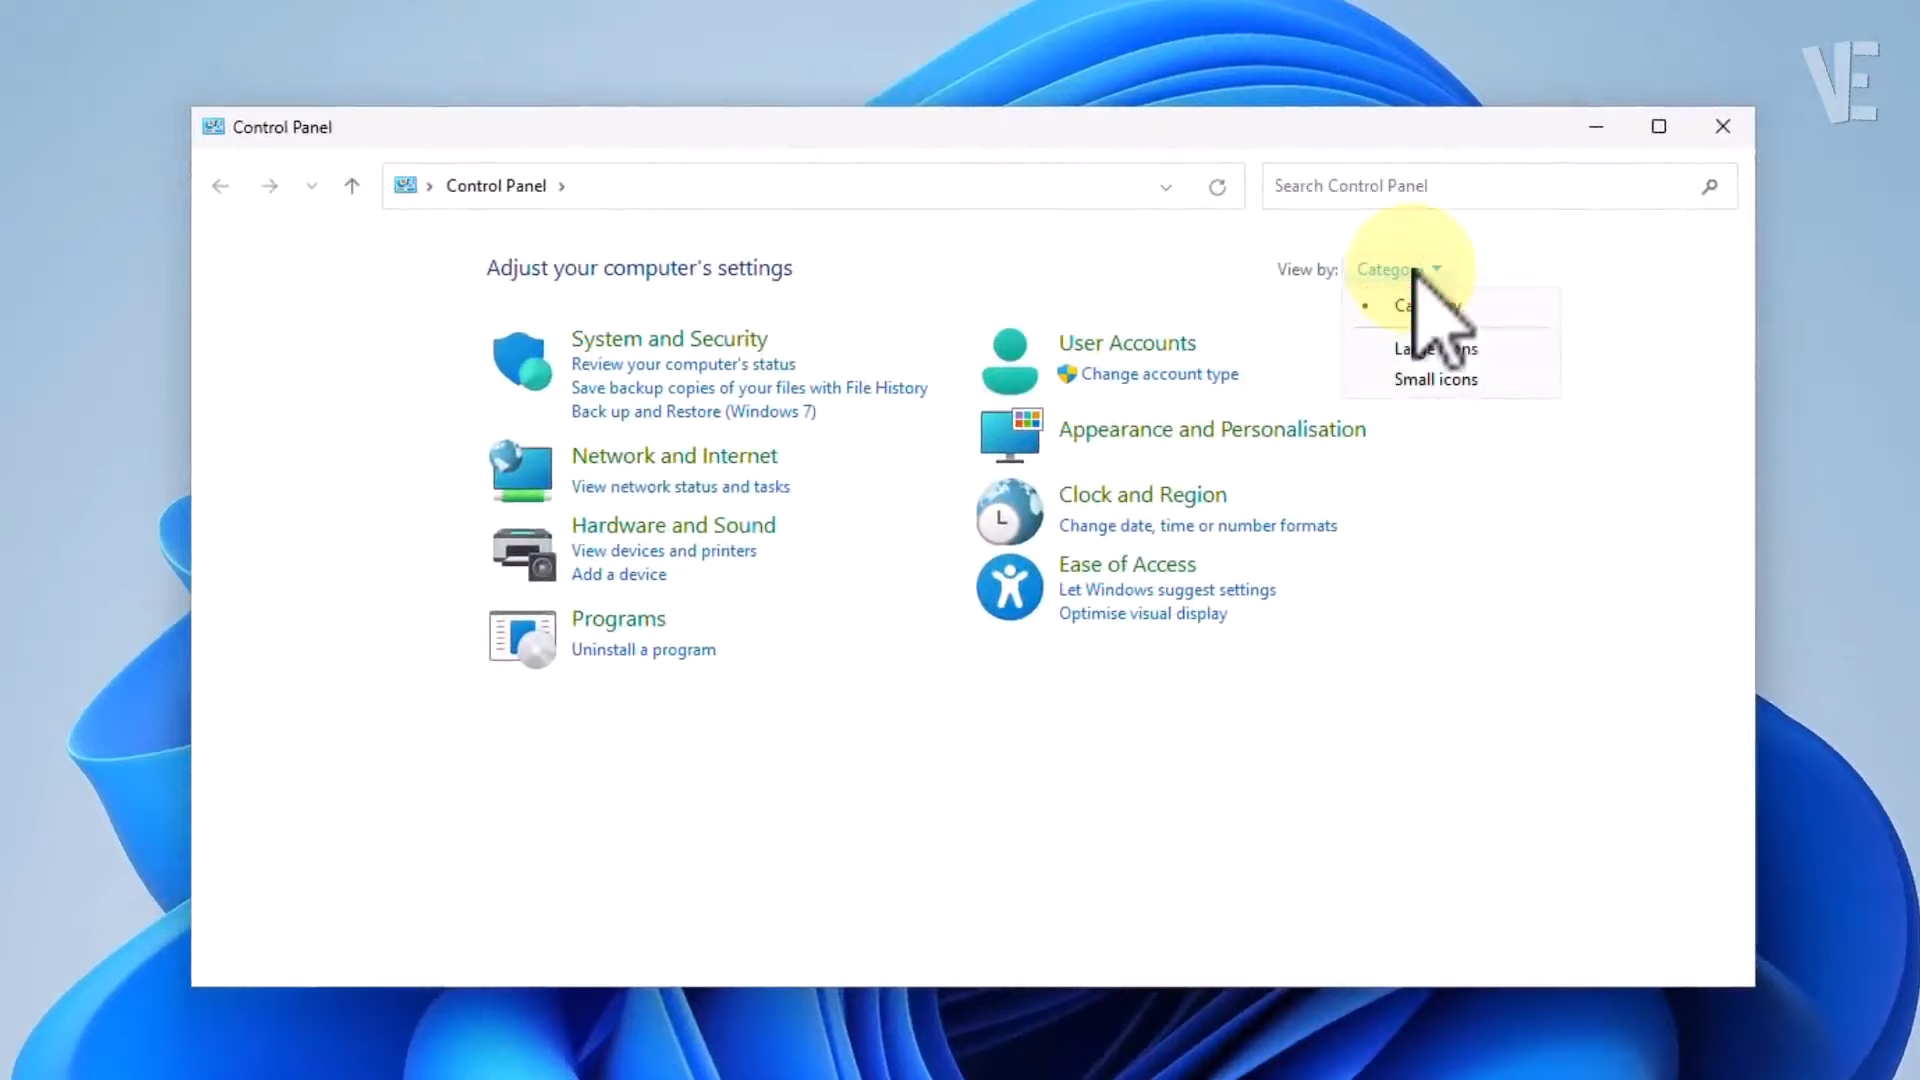 VE
Control Panel
Control Panel
Search Control Panel
Adjust your computer's settings
View by:
System and Security
Review your computer's status
Save backup copies of your files with File History
Back up and Restore (Windows 7)
Network and Internet
View network status and tasks
Hardware and Sound
View devices and printers
Add a device
Programs
Uninstall a program
User Accounts
Change account type
Appearance and Personalisation
Clock and Region
Change date, time or number formats
Ease of Access
Let Windows suggest settings
Optimise visual display
Small icons